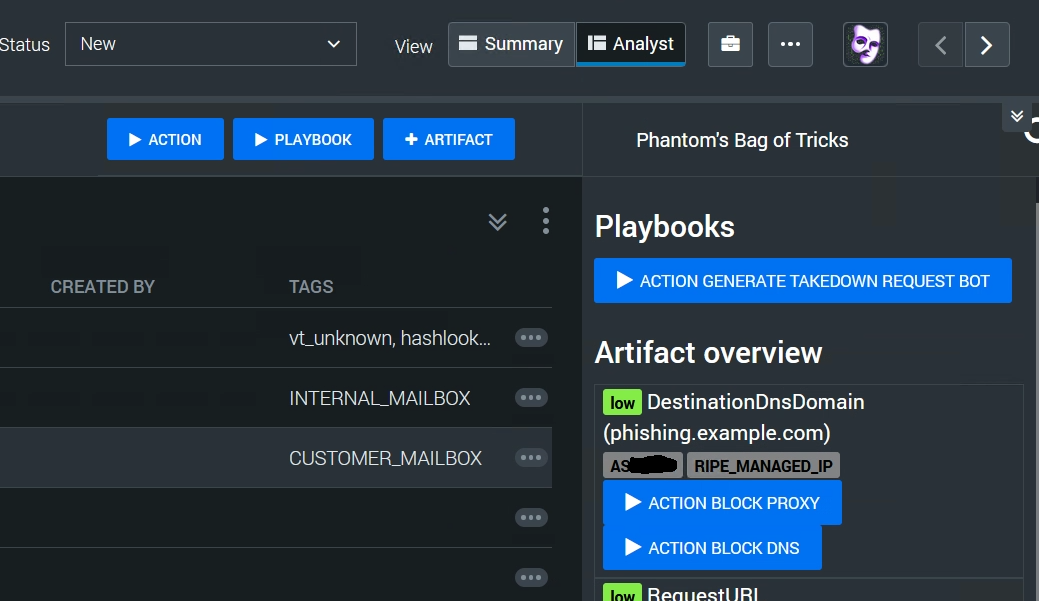 Status New View Summary Analyst
ACTION PLAYBOOK ARTIFACT
Phantom's Bag of Tricks
CREATED BY TAGS
vt_unknown, hashlook...
INTERNAL_MAILBOX
CUSTOMER_MAILBOX
Playbooks
ACTION GENERATE TAKEDOWN REQUEST BOT
Artifact overview
low DestinationDnsDomain
(phishing.example.com)
AS RIPE_MANAGED_IP
ACTION BLOCK PROXY
ACTION BLOCK DNS
low RequestURL